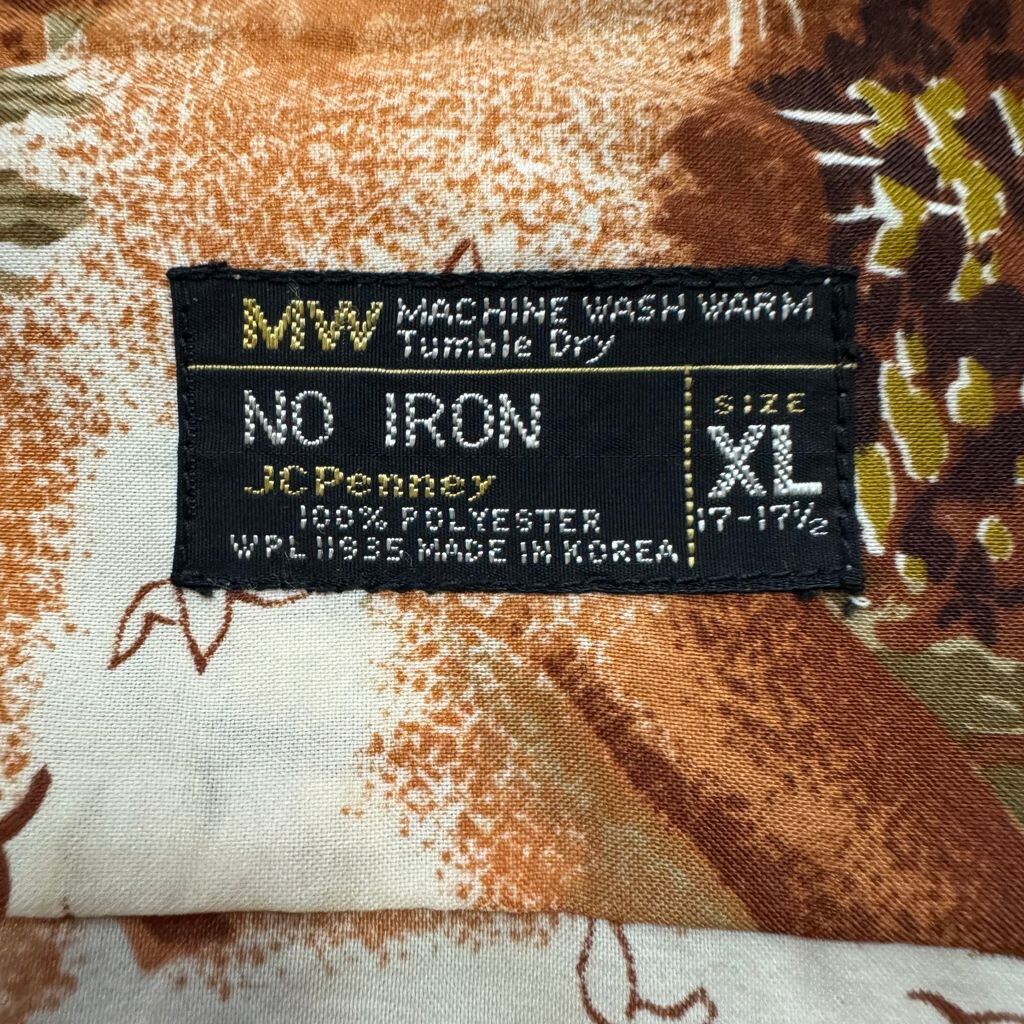 MW MACHINE WASH WARM
Tumble Dry
NO IRON
JCPenney
100% POLYESTER
WPL 11935 MADE IN KOREA
SIZE
XL
17-17½